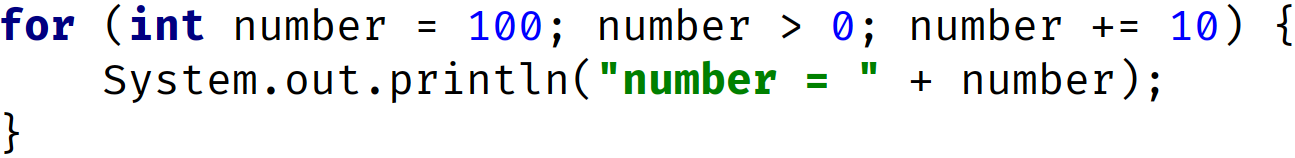 for (int number = 100; number > 0; number += 10) {
    System.out.println("number = " + number);
}